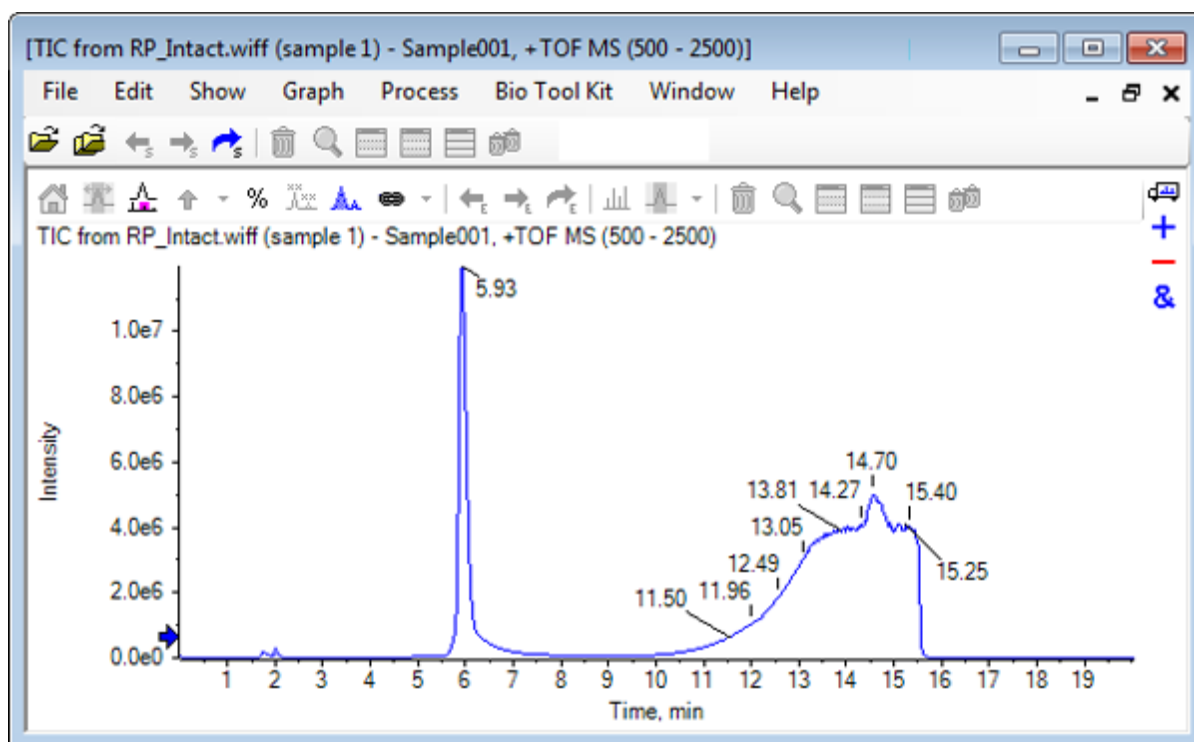 [TIC from RP_Intact.wiff (sample 1) - Sample001, +TOF MS (500 - 2500)]
File Edit Show Graph Process Bio Tool Kit Window Help
S S S
% E E E
TIC from RP_Intact.wiff (sample 1) - Sample001, +TOF MS (500 - 2500)
+
−
&
5.93
1.0e7
8.0e6
6.0e6
4.0e6
2.0e6
0.0e0
Intensity
14.70
13.81 14.27 15.40
13.05
12.49
15.25
11.50 11.96
1 2 3 4 5 6 7 8 9 10 11 12 13 14 15 16 17 18 19
Time, min